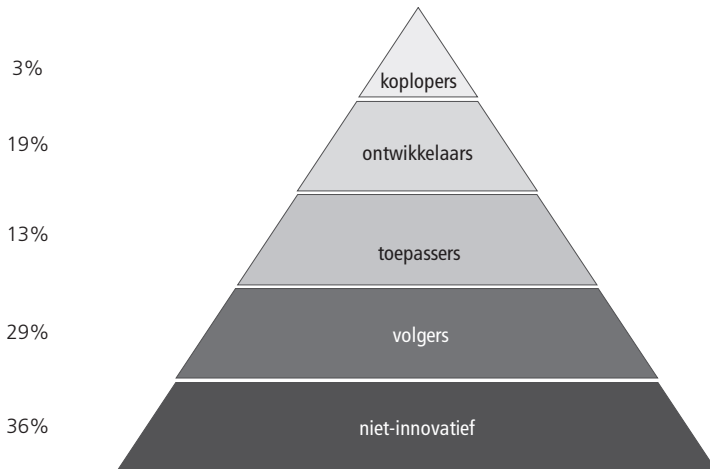 3% koplopers
19% ontwikkelaars
13% toepassers
29% volgers
36% niet-innovatief